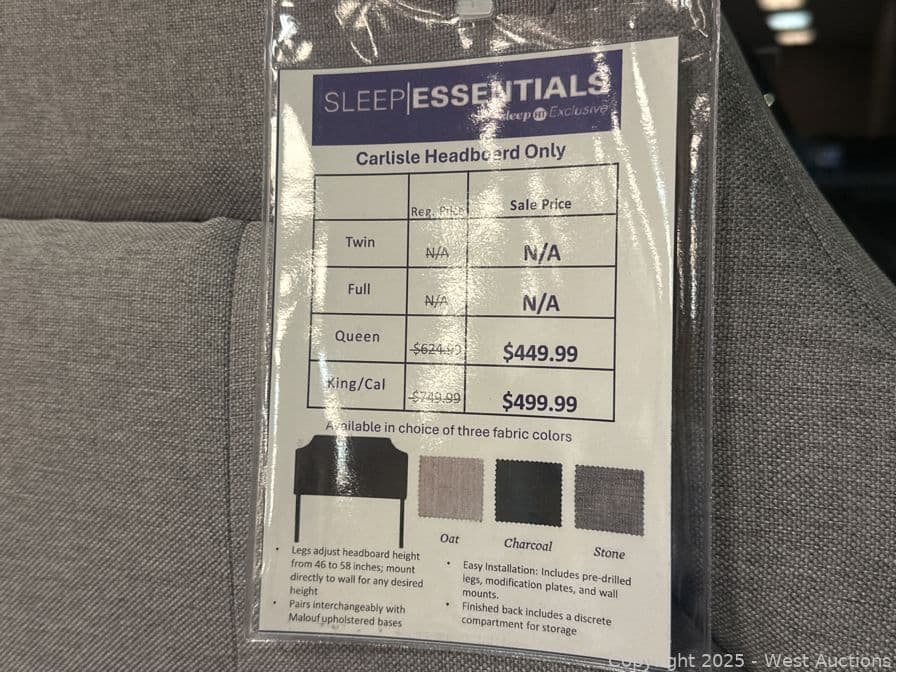 SLEEP|ESSENTIALS
Sleep m Exclusive
Carlisle Headboard Only
Reg. Price Sale Price
Twin N/A N/A
Full N/A N/A
Queen $624.99 $449.99
King/Cal $749.99 $499.99
Available in choice of three fabric colors
Oat Charcoal Stone
• Legs adjust headboard height
from 46 to 58 inches; mount
directly to wall for any desired
height
• Pairs interchangeably with
Malouf upholstered bases
• Easy Installation: Includes pre-drilled
legs, modification plates, and wall
mounts.
• Finished back includes a discrete
compartment for storage
Copyright 2025 - West Auctions